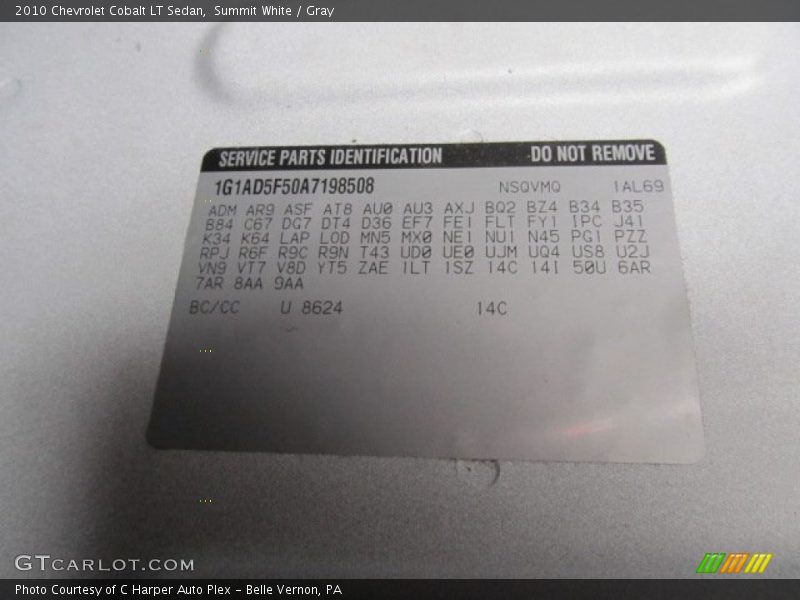 2010 Chevrolet Cobalt LT Sedan, Summit White / Gray
SERVICE PARTS IDENTIFICATION DO NOT REMOVE
1G1AD5F50A7198508 NSQVMQ 1AL69
ADM AR9 ASF AT8 AU0 AU3 AXJ BQ2 BZ4 B34 B35
B84 C67 DG7 DT4 D36 EF7 FE1 FLT FY1 IPC J41
K34 K64 LAP L0D MN5 MX0 NE1 NU1 N45 PG1 PZZ
RPJ R6F R9C R9N T43 UD0 UE0 UJM UQ4 US8 U2J
VN9 VT7 V8D YT5 ZAE 1LT 1SZ 14C 14I 50U 6AR
7AR 8AA 9AA
BC/CC U 8624 14C
GTCARLOT.COM
Photo Courtesy of C Harper Auto Plex - Belle Vernon, PA